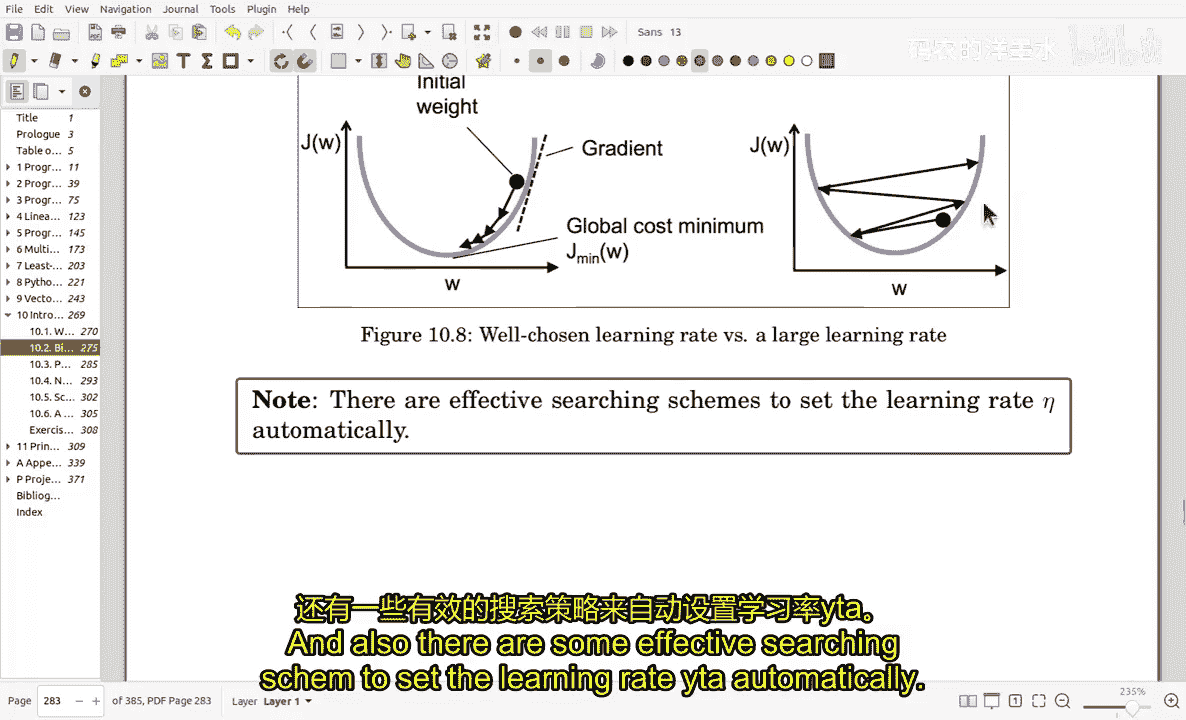 File Edit View Navigation Journal Tools Plugin Help
Sans 13
码农的洋墨水
bilibili
Title 1
Prologue 3
Table o... 5
1 Progr... 11
2 Progr... 39
3 Progr... 75
4 Linea... 123
5 Progr... 145
6 Multi... 173
7 Least-... 203
8 Pytho... 221
9 Vecto... 243
10 Intro... 269
10.1. W... 270
10.2. Bi... 275
10.3. P... 285
10.4. N... 293
10.5. Sc... 302
10.6. A ... 305
Exercis... 308
11 Prin... 309
A Appe... 339
P Proje... 371
Bibliog...
Index
Initial
weight
J(w)
Gradient
Global cost minimum
Jmin(w)
w
J(w)
w
Figure 10.8: Well-chosen learning rate vs. a large learning rate
Note: There are effective searching schemes to set the learning rate η
automatically.
还有一些有效的搜索策略来自动设置学习率yta。
And also there are some effective searching
schem to set the learning rate yta automatically.
Page 283 of 385, PDF Page 283 Layer Layer 1
235%